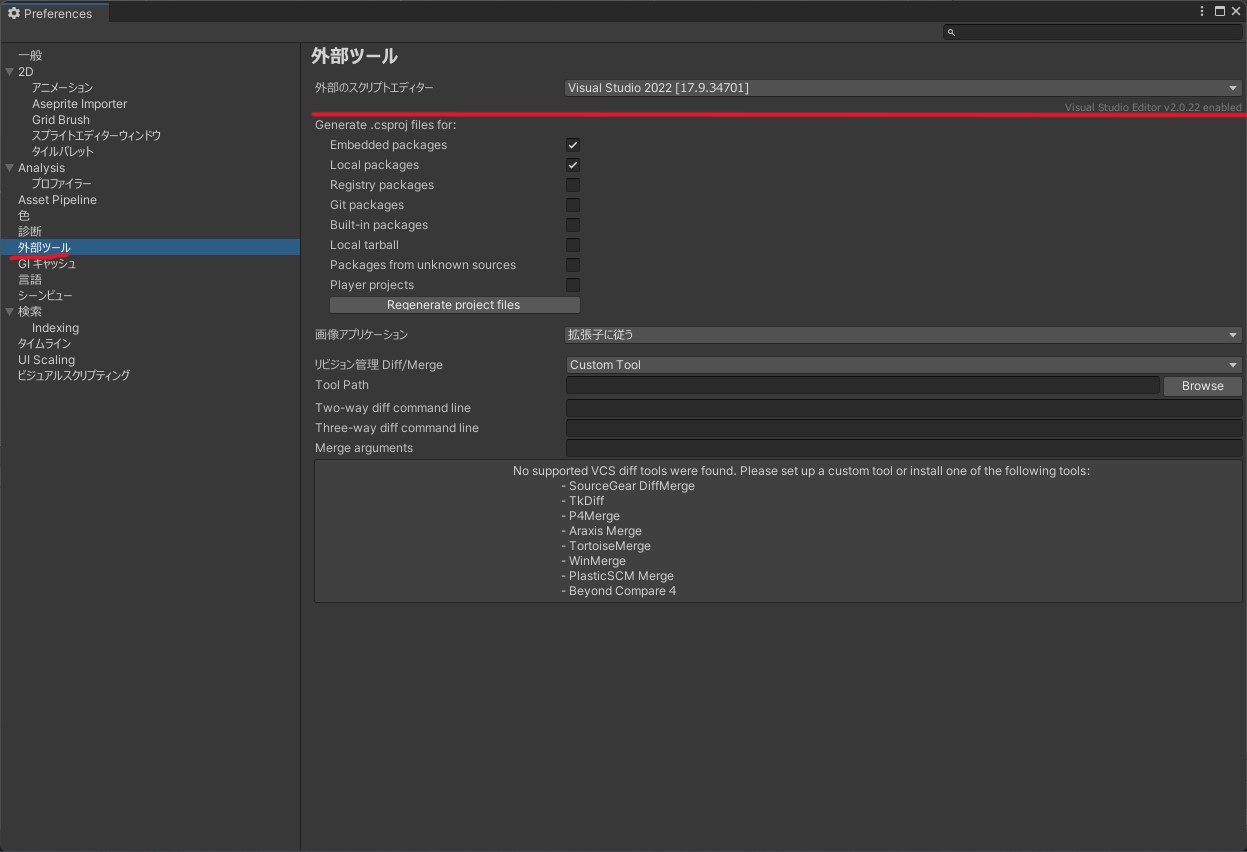 Preferences
一般
2D
アニメーション
Aseprite Importer
Grid Brush
スプライトエディターウィンドウ
タイルパレット
Analysis
プロファイラー
Asset Pipeline
色
診断
外部ツール
GI キャッシュ
言語
シーンビュー
検索
Indexing
タイムライン
UI Scaling
ビジュアルスクリプティング
外部ツール
外部のスクリプトエディター Visual Studio 2022 [17.9.34701]
Visual Studio Editor v2.0.22 enabled
Generate .csproj files for:
Embedded packages
Local packages
Registry packages
Git packages
Built-in packages
Local tarball
Packages from unknown sources
Player projects
Regenerate project files
画像アプリケーション 拡張子に従う
リビジョン管理 Diff/Merge Custom Tool
Tool Path Browse
Two-way diff command line
Three-way diff command line
Merge arguments
No supported VCS diff tools were found. Please set up a custom tool or install one of the following tools:
- SourceGear DiffMerge
- TkDiff
- P4Merge
- Araxis Merge
- TortoiseMerge
- WinMerge
- PlasticSCM Merge
- Beyond Compare 4